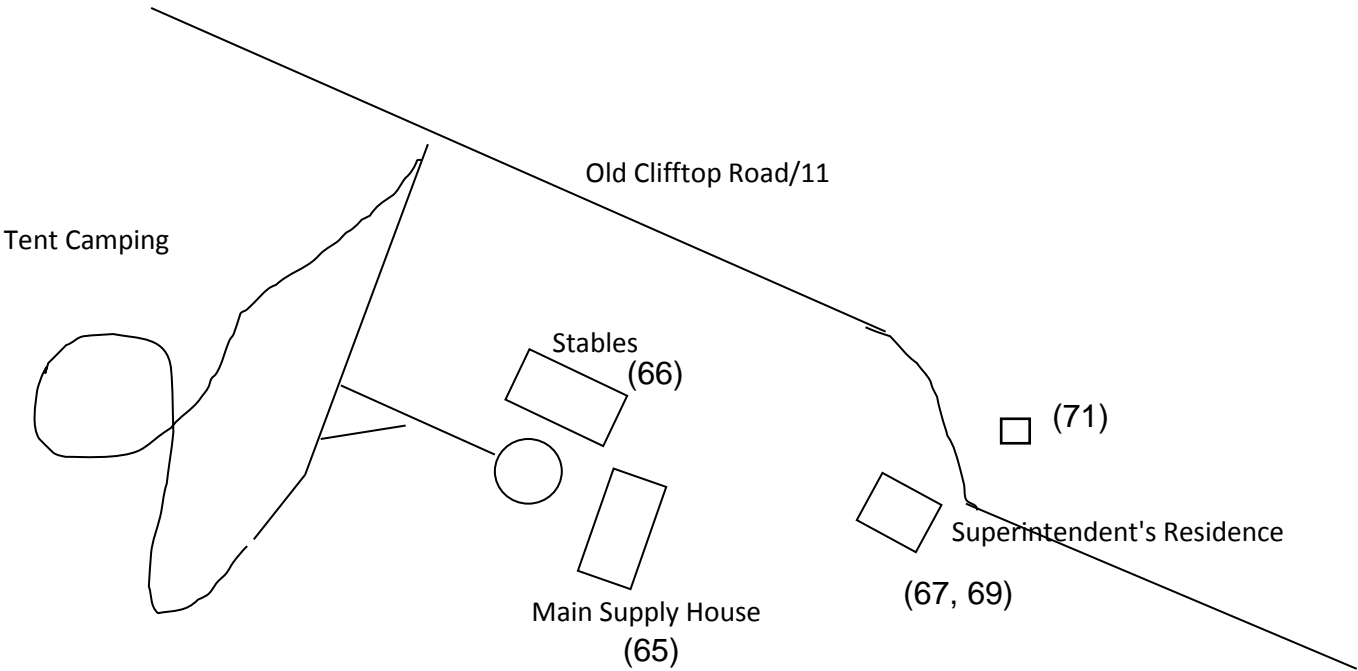 Old Clifftop Road/11
Tent Camping
Stables
(66)
(71)
Superintendent's Residence
(67, 69)
Main Supply House
(65)